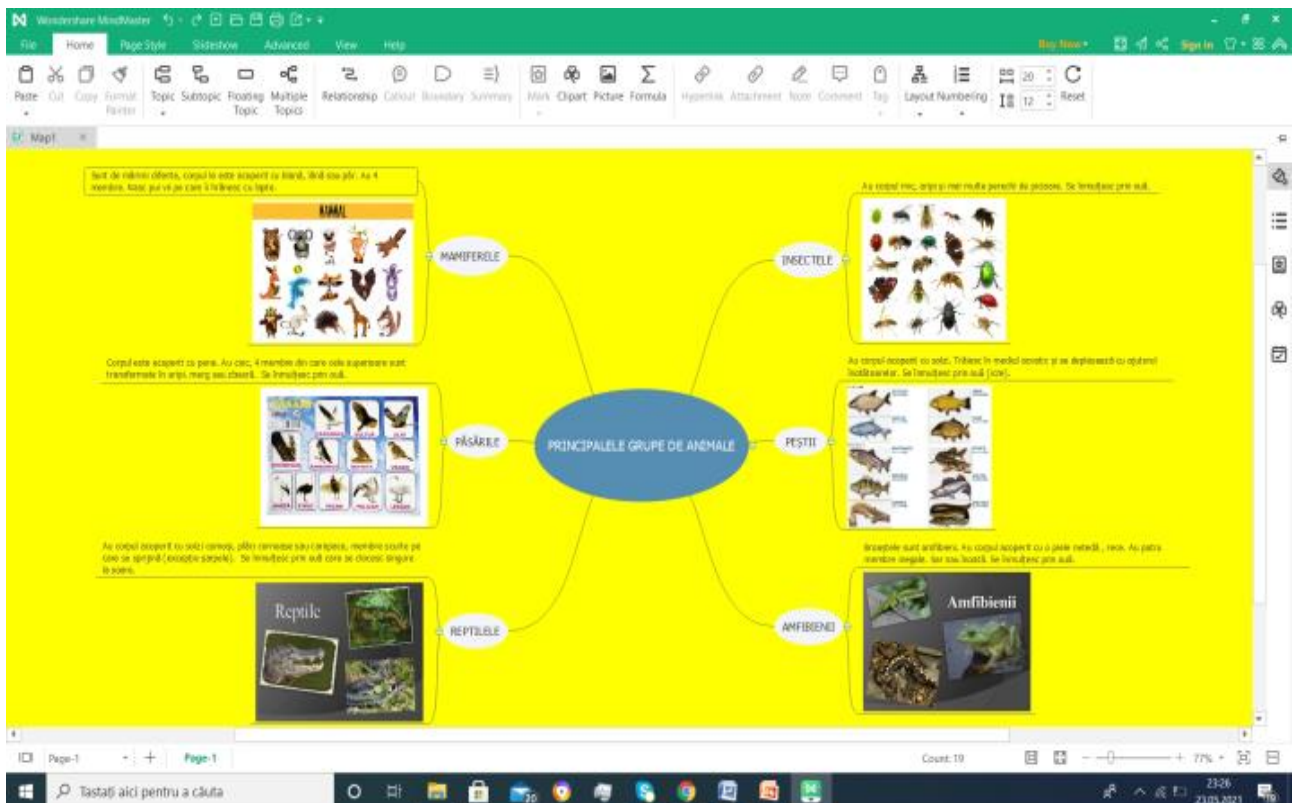 Wondershare MindMaster
File Home Page Style Slideshow Advanced View Help
Buy Now Sign In
Paste Cut Copy Format Painter Topic Subtopic Floating Topic Multiple Topics Relationship Callout Boundary Summary Mark Clipart Picture Formula Hyperlink Attachment Note Comment Tag Layout Numbering 20 12 Reset
Map1
Sunt de mărimi diferite, corpul le este acoperit cu blană, lână sau păr. Au 4
membre. Nasc pui vii pe care îi hrănesc cu lapte.
MAMIFERELE
Corpul este acoperit cu pene. Au cioc, 4 membre din care cele superioare sunt
transformate în aripi, merg sau zboară. Se înmulțesc prin ouă.
PĂSĂRILE
Au corpul acoperit cu solzi cornoși, plăci cornoase sau carapace, membre scurte pe
care se sprijină (excepție șarpele). Se înmulțesc prin ouă care se clocesc singure
la soare.
Reptile
REPTILELE
PRINCIPALELE GRUPE DE ANIMALE
Au corpul mic, aripi și mai multe perechi de picioare. Se înmulțesc prin ouă.
INSECTELE
Au corpul acoperit cu solzi. Trăiesc în mediul acvatic și se deplasează cu ajutorul
înotătoarelor. Se înmulțesc prin ouă (icre).
PEȘTII
Broaștele sunt amfibieni. Au corpul acoperit cu o piele netedă, rece. Au patru
membre inegale. Sar sau înoată. Se înmulțesc prin ouă.
Amfibienii
AMFIBIENII
Page-1 Page-1 Count: 19 77%
Tastați aici pentru a căuta
20
23:26
23.05.2021